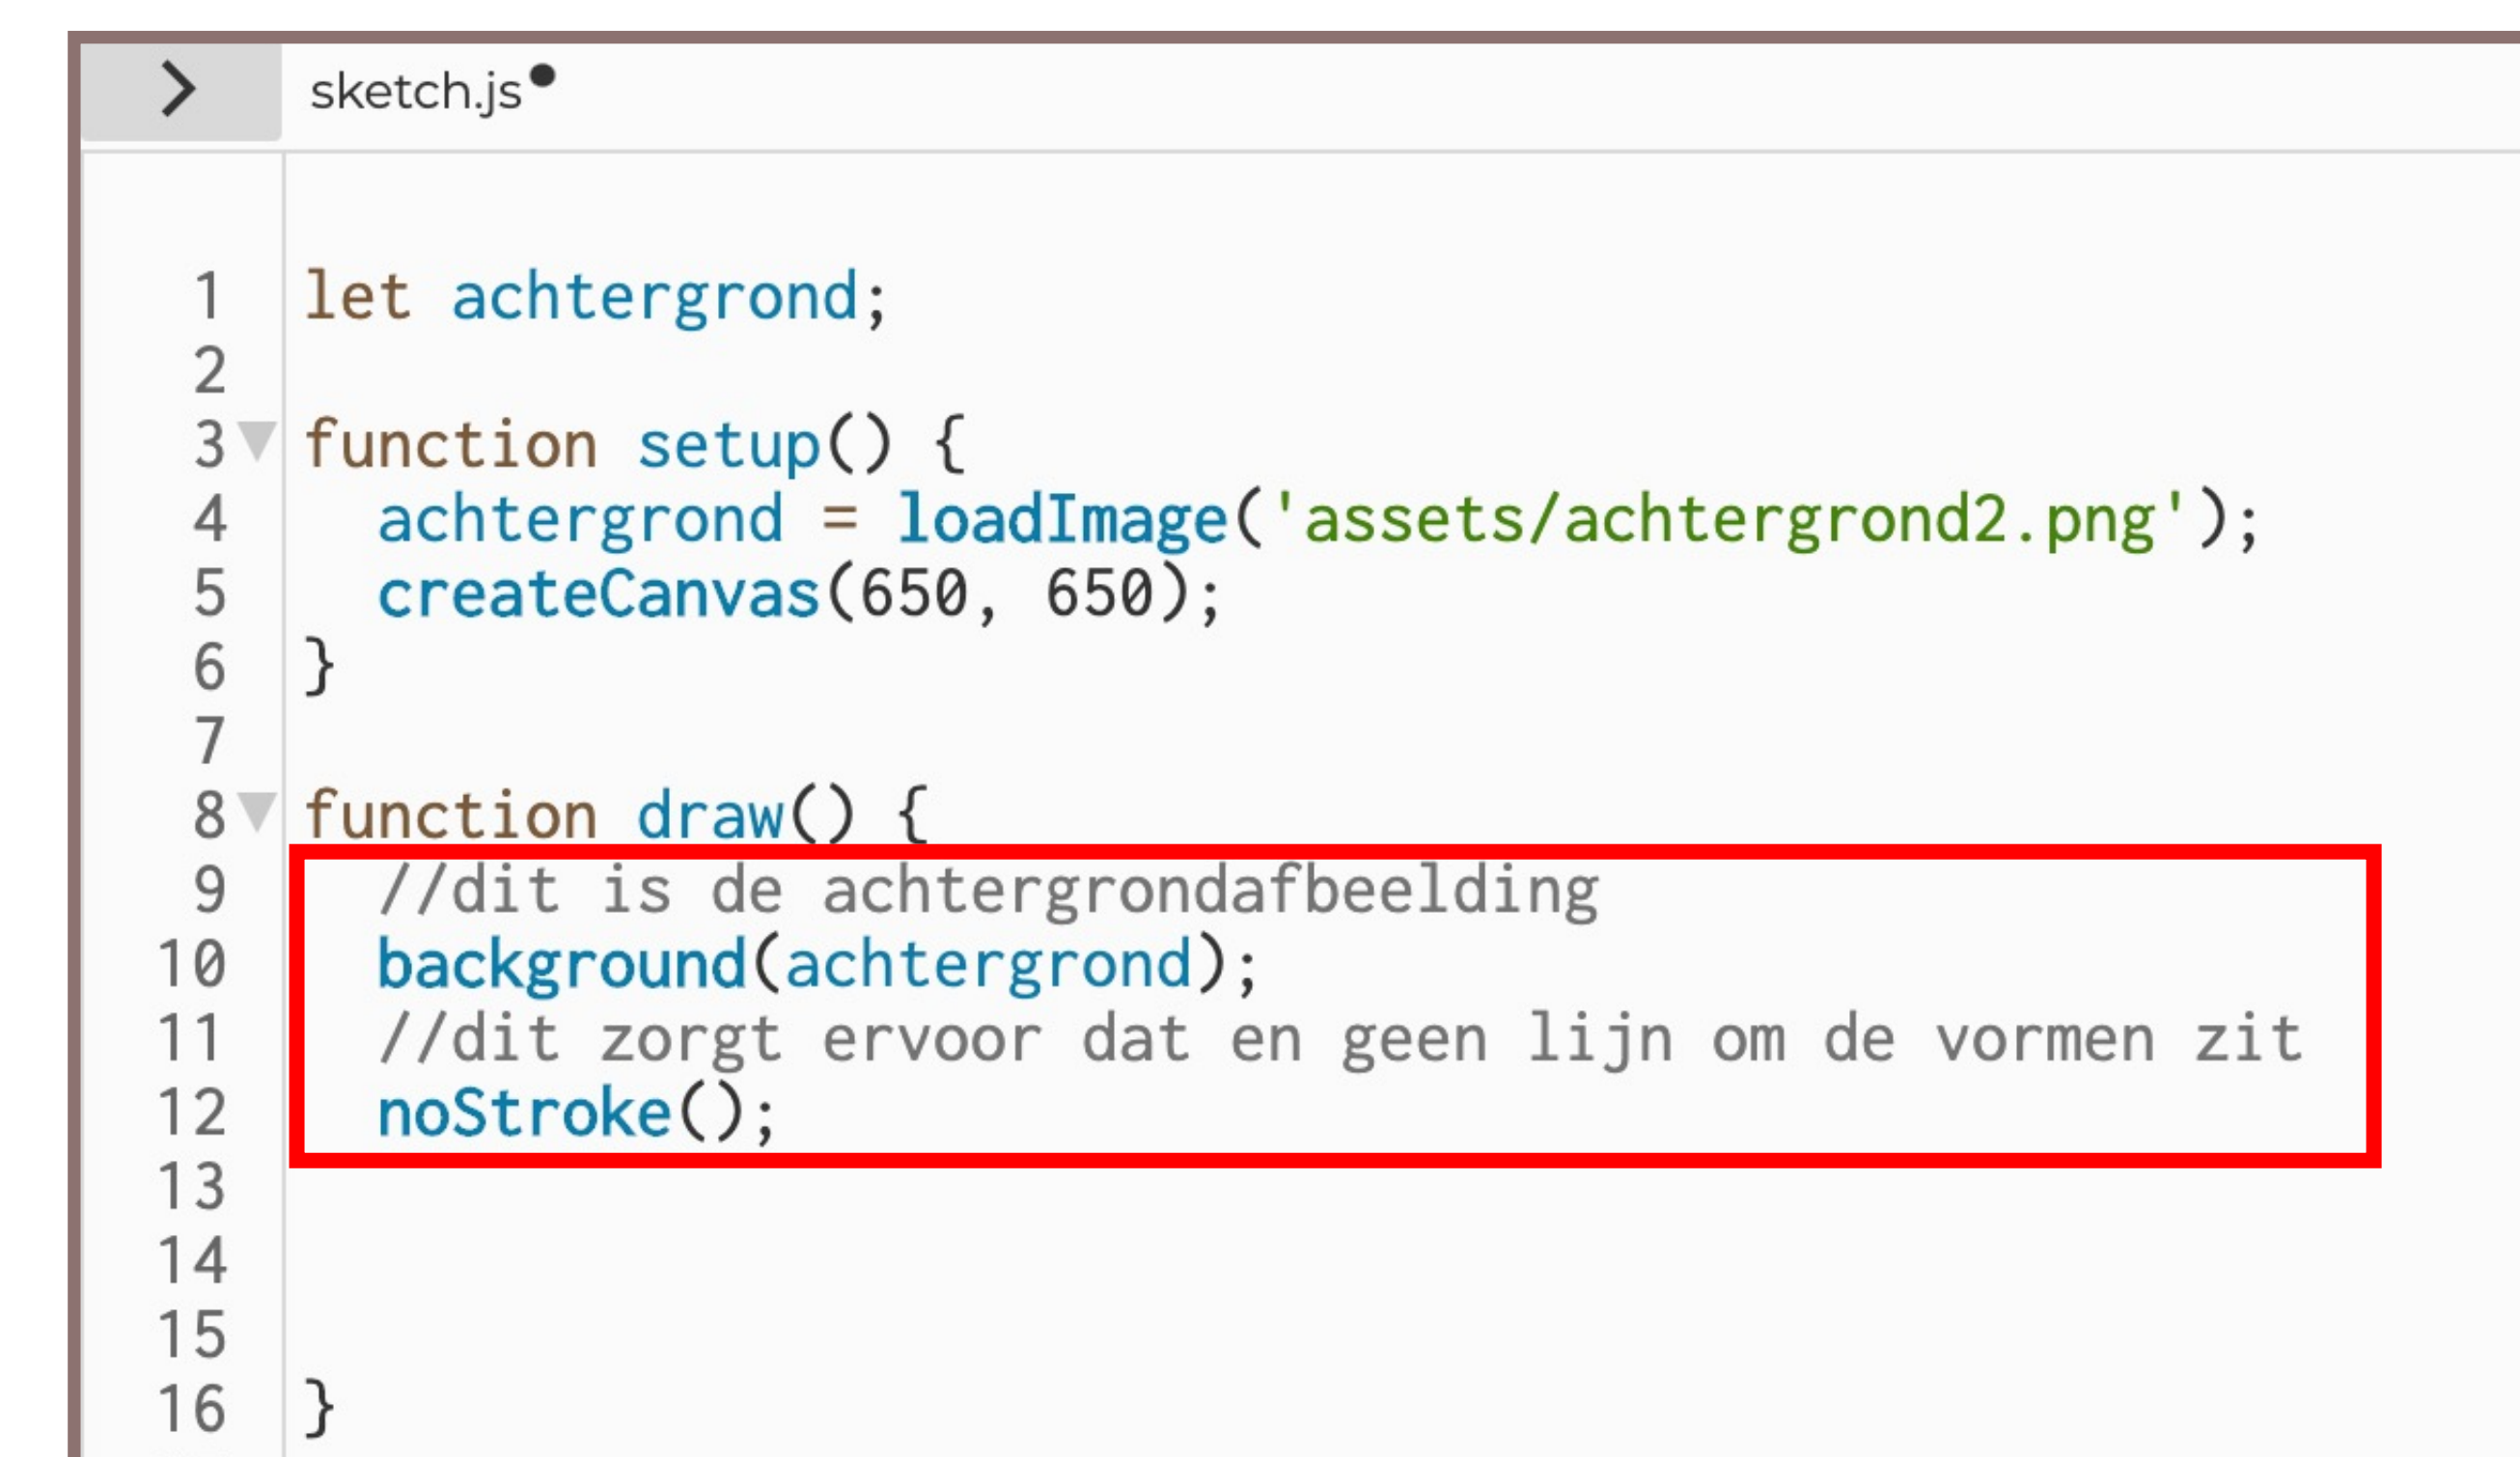 sketch.js
1 let achtergrond;
2
3 function setup() {
4 achtergrond = loadImage('assets/achtergrond2.png');
5 createCanvas(650, 650);
6 }
7
8 function draw() {
9 //dit is de achtergrondafbeelding
10 background(achtergrond);
11 //dit zorgt ervoor dat en geen lijn om de vormen zit
12 noStroke();
13
14
15
16 }